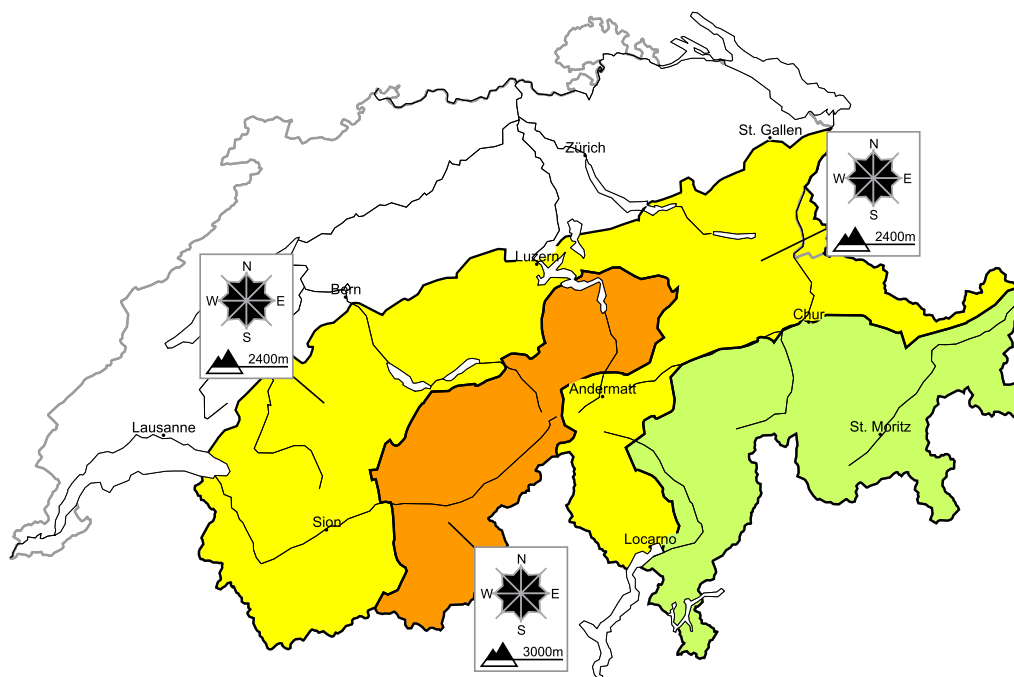 St. Gallen
Zürich
N
W E
S
2400m
Luzern
N
W E
S
2400m
Bern
Chur
Andermatt
Lausanne
St. Moritz
Sion
Locarno
N
W E
S
3000m